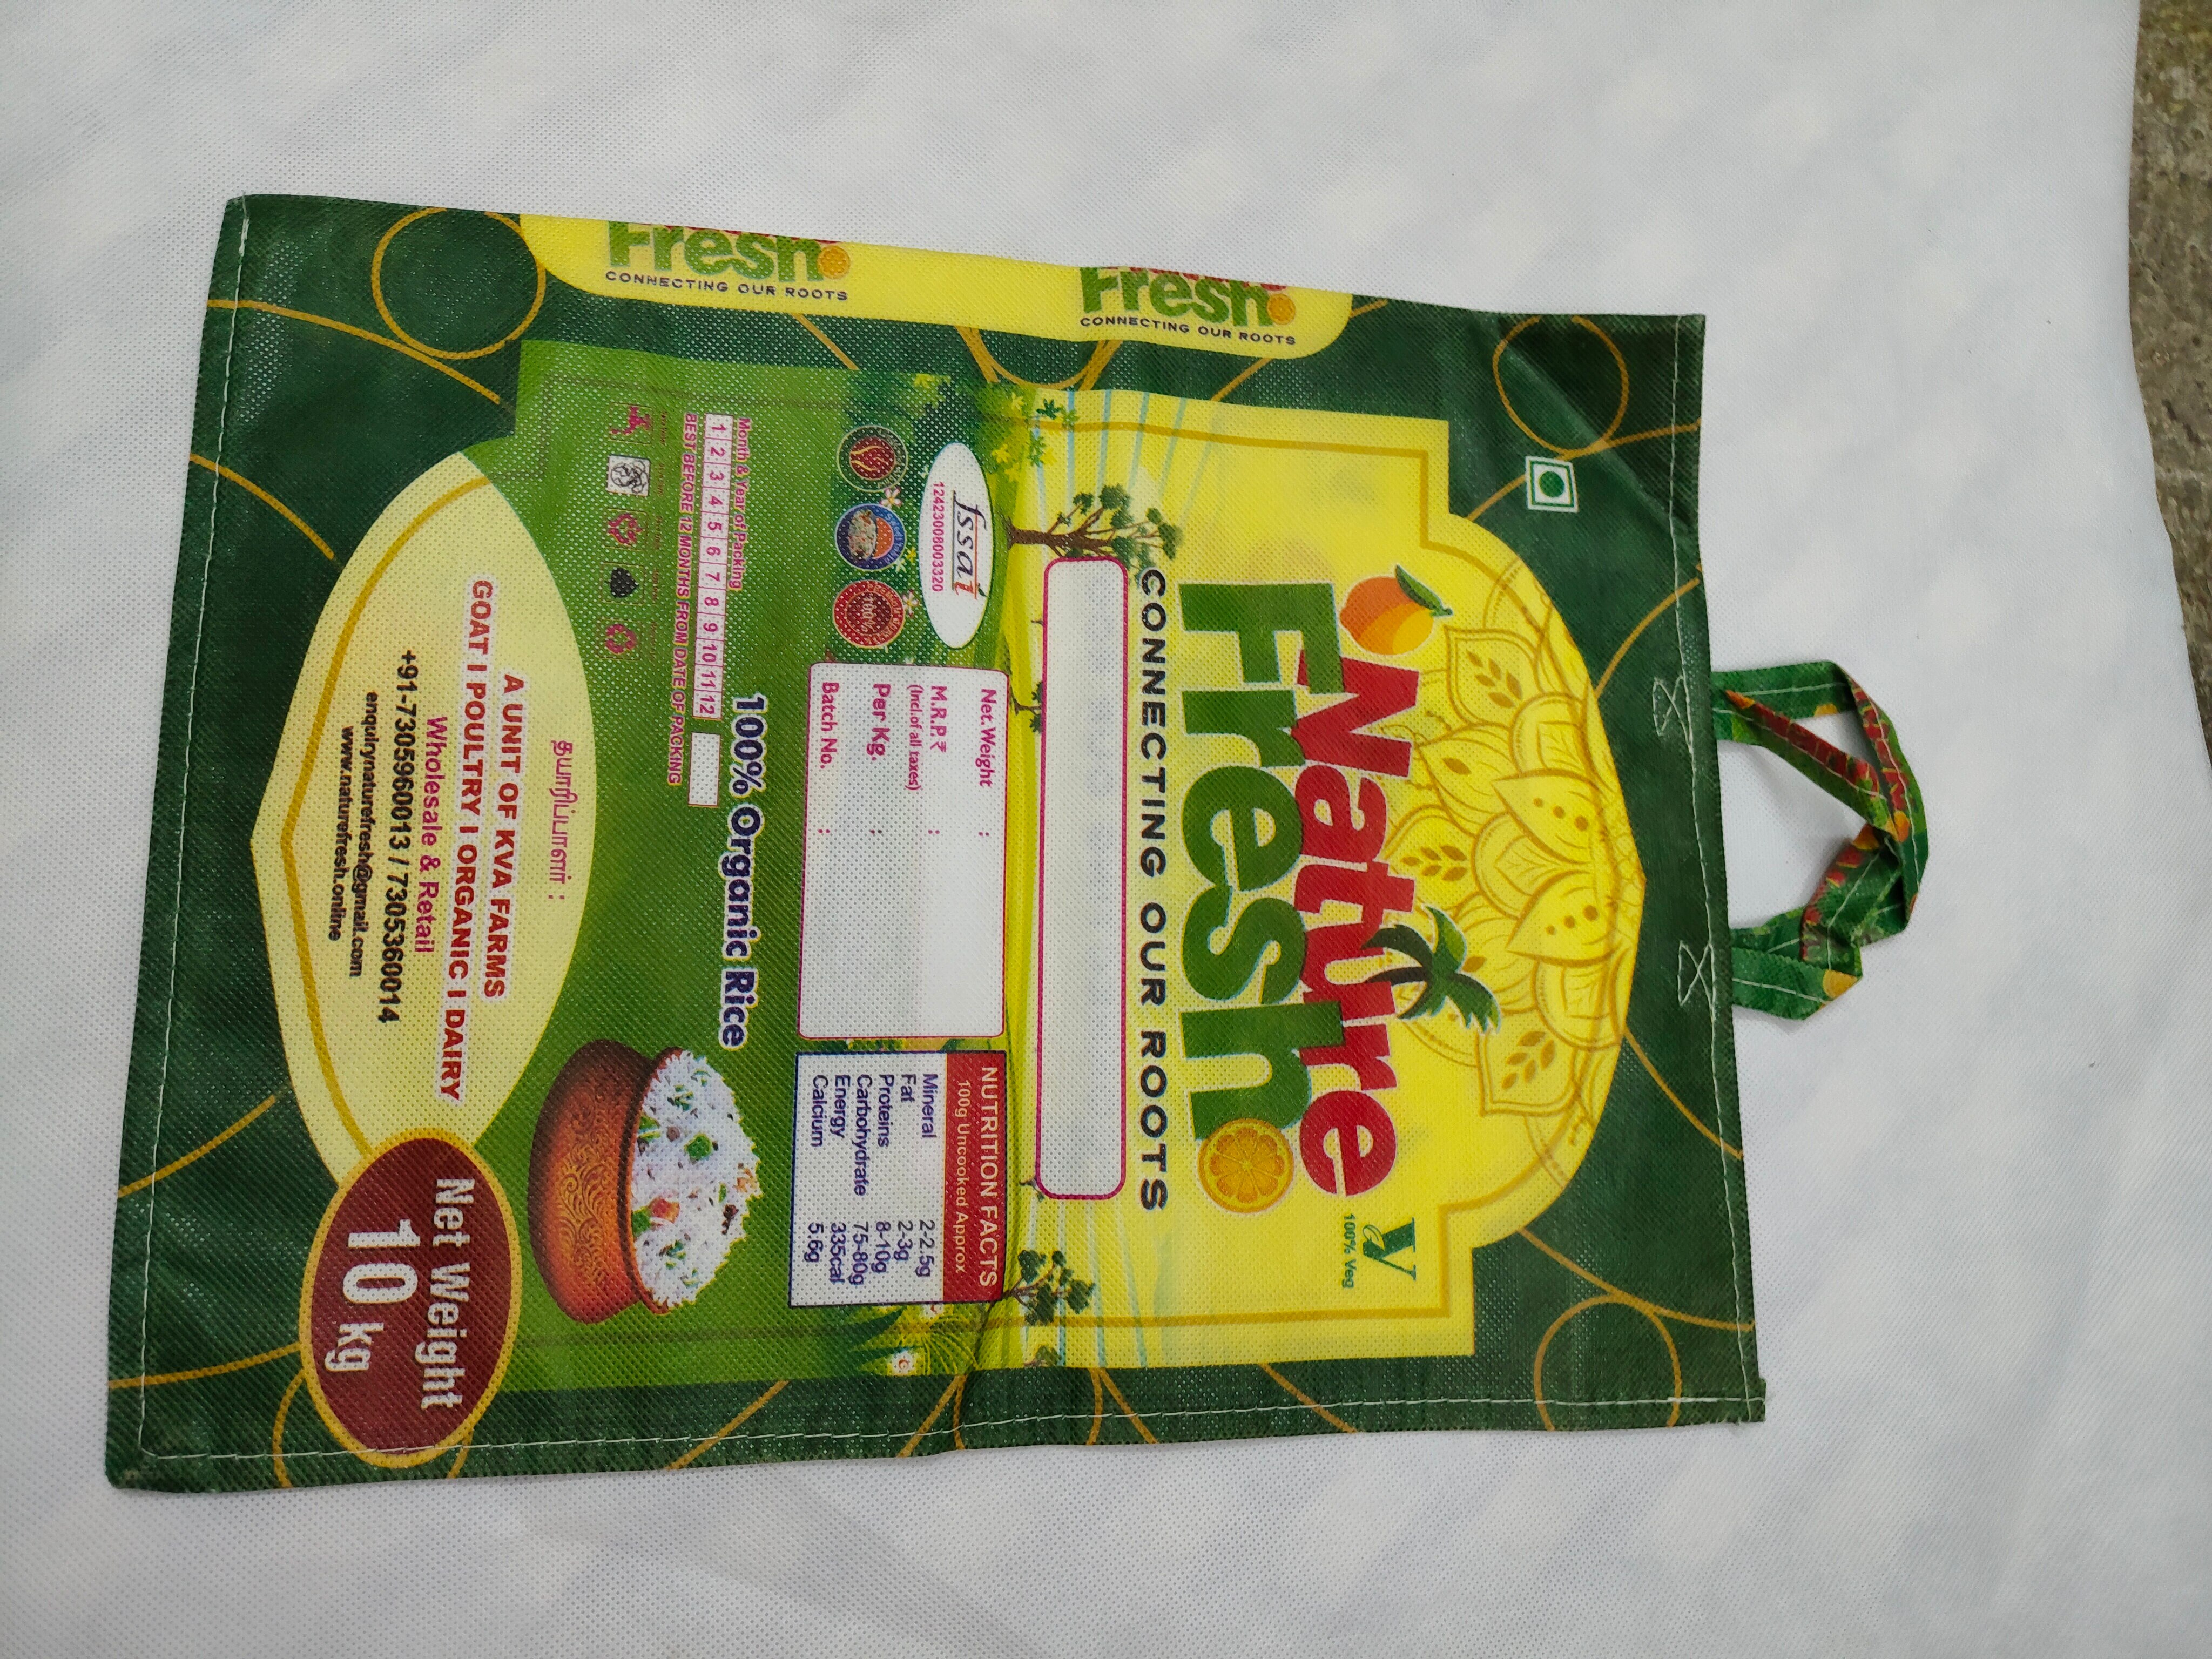 Nature
Fresh
CONNECTING OUR ROOTS
100% Veg
fssai
12423008003320
Net.Weight :
M.R.P.₹ :
(Incl.of all taxes)
Per Kg. :
Batch No. :
NUTRITION FACTS
100g Uncooked Approx
Mineral 2-2.5g
Fat 2-3g
Proteins 8-10g
Carbohydrate 75-80g
Energy 335cal
Calcium 5.6g
Month & Year of Packing
1 2 3 4 5 6 7 8 9 10 11 12
BEST BEFORE 12 MONTHS FROM DATE OF PACKING
100% Organic Rice
தயாரிப்பாளர் :
A UNIT OF KVA FARMS
GOAT I POULTRY I ORGANIC I DAIRY
Wholesale & Retail
+91-7305960013 / 7305360014
enquirynaturefresh@gmail.com
www.naturefresh.online
Net Weight
10 kg
Fresh
CONNECTING OUR ROOTS
Fresh
CONNECTING OUR ROOTS